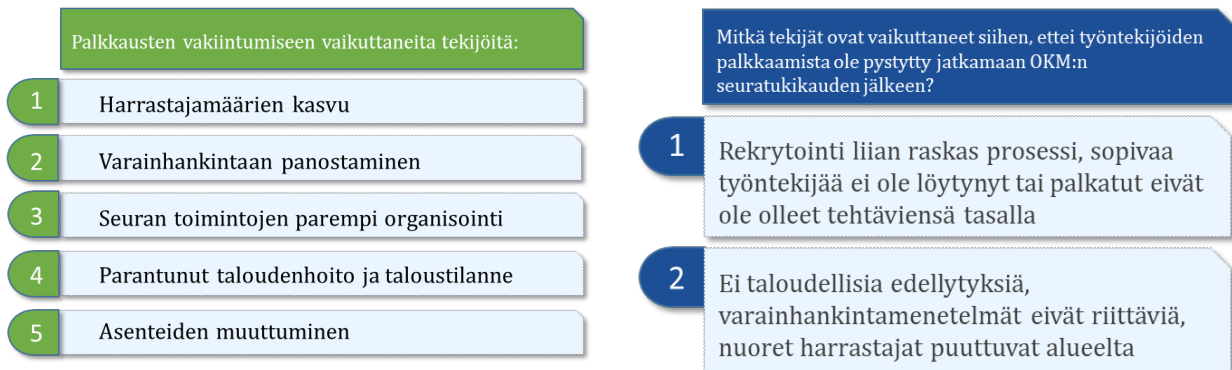 Palkkausten vakiintumiseen vaikuttaneita tekijöitä:
1 Harrastajamäärien kasvu
2 Varainhankintaan panostaminen
3 Seuran toimintojen parempi organisointi
4 Parantunut taloudenhoito ja taloustilanne
5 Asenteiden muuttuminen
Mitkä tekijät ovat vaikuttaneet siihen, ettei työntekijöiden
palkkaamista ole pystytty jatkamaan OKM:n
seuratukikauden jälkeen?
1 Rekrytointi liian raskas prosessi, sopivaa
työntekijää ei ole löytynyt tai palkatut eivät
ole olleet tehtäviensä tasalla
2 Ei taloudellisia edellytyksiä,
varainhankintamenetelmät eivät riittäviä,
nuoret harrastajat puuttuvat alueelta